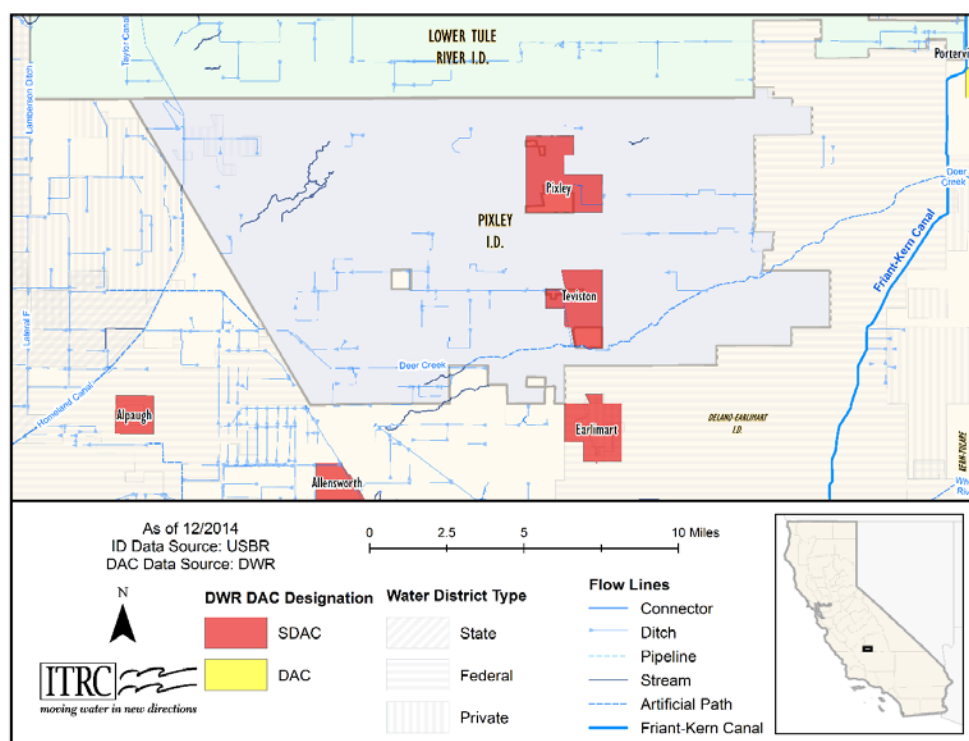 LOWER TULE
RIVER I.D.
Taylor Canal
Lamberson Ditch
Deer
Creek
Pixley
PIXLEY
I.D.
Friant-Kern Canal
Teviston
Lateral F
Deer Creek
Homeland Canal
Alpaugh
Earlimart
DELANO-EARLIMART
I.D.
KERN-TULARE
Allensworth
As of 12/2014
ID Data Source: USBR
DAC Data Source: DWR
N
ITRC
moving water in new directions
0 2.5 5 10 Miles
DWR DAC Designation
SDAC
DAC
Water District Type
State
Federal
Private
Flow Lines
Connector
Ditch
Pipeline
Stream
Artificial Path
Friant-Kern Canal